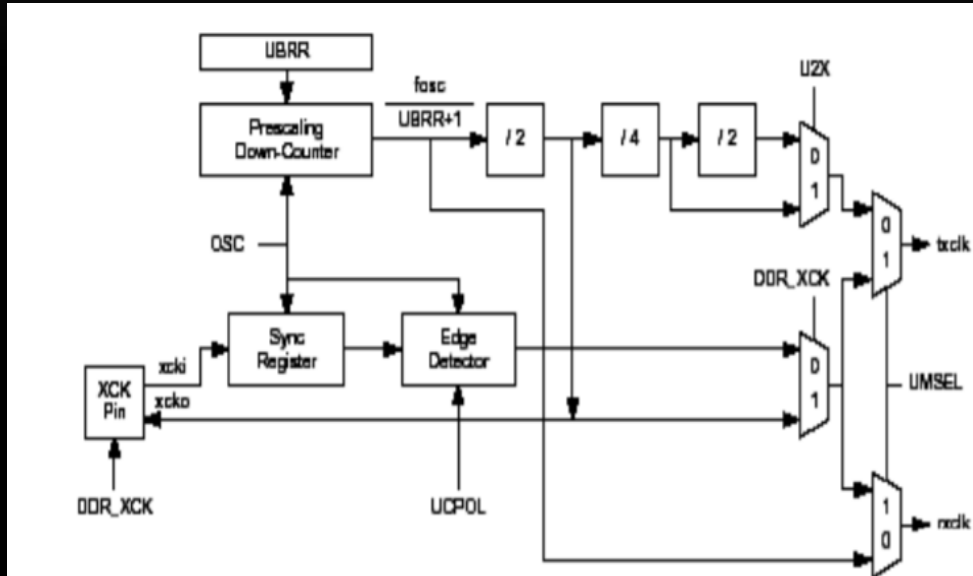 UBRR
U2X
fosc
UBRR+1
Prescaling
Down-Counter
/ 2
/ 4
/ 2
0
1
OSC
0
1
txclk
DDR_XCK
Sync
Register
Edge
Detector
xcki
XCK
Pin
xcko
0
1
UMSEL
DDR_XCK
UCPOL
1
0
rxclk